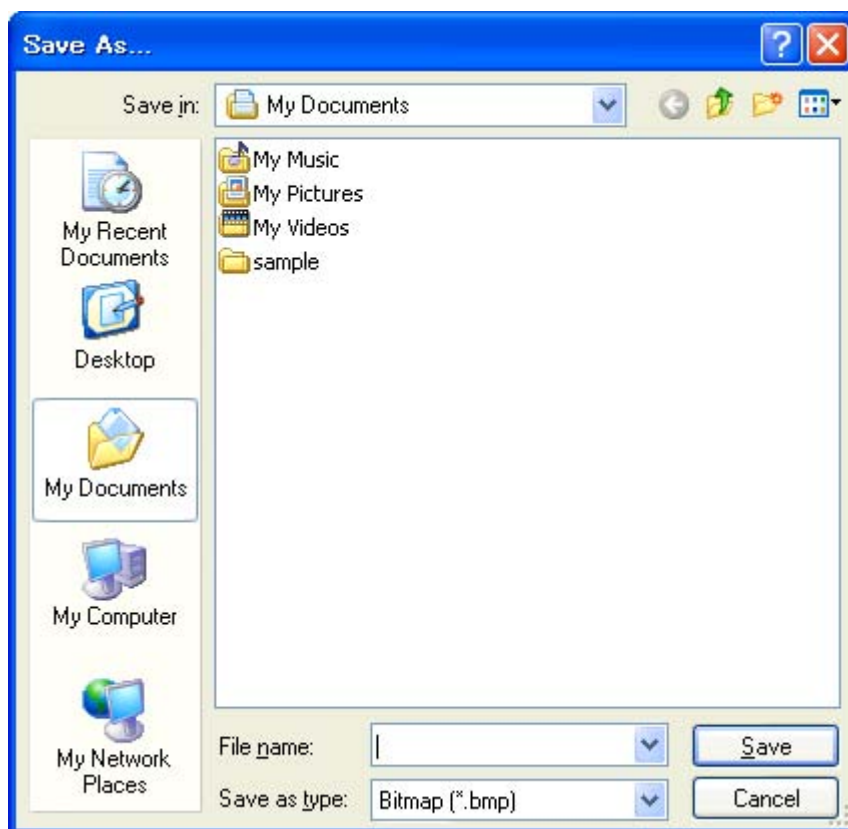 Save As...
Save in:
My Documents
My Recent
Documents
Desktop
My Documents
My Computer
My Network
Places
My Music
My Pictures
My Videos
sample
File name:
Save
Save as type:
Bitmap (*.bmp)
Cancel